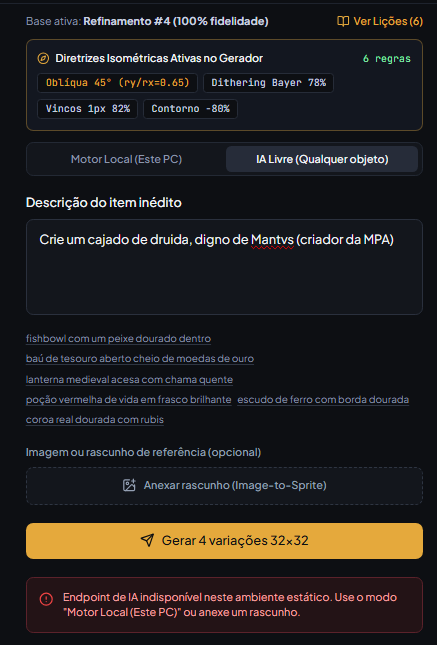 Base ativa: Refinamento #4 (100% fidelidade)
Ver Lições (6)
Diretrizes Isométricas Ativas no Gerador
6 regras
Oblíqua 45° (ry/rx=0.65)
Dithering Bayer 78%
Vincos 1px 82%
Contorno -80%
Motor Local (Este PC)
IA Livre (Qualquer objeto)
Descrição do item inédito
Crie um cajado de druida, digno de Mantvs (criador da MPA)
fishbowl com um peixe dourado dentro
baú de tesouro aberto cheio de moedas de ouro
lanterna medieval acesa com chama quente
poção vermelha de vida em frasco brilhante
escudo de ferro com borda dourada
coroa real dourada com rubis
Imagem ou rascunho de referência (opcional)
Anexar rascunho (Image-to-Sprite)
Gerar 4 variações 32×32
Endpoint de IA indisponível neste ambiente estático. Use o modo
"Motor Local (Este PC)" ou anexe um rascunho.